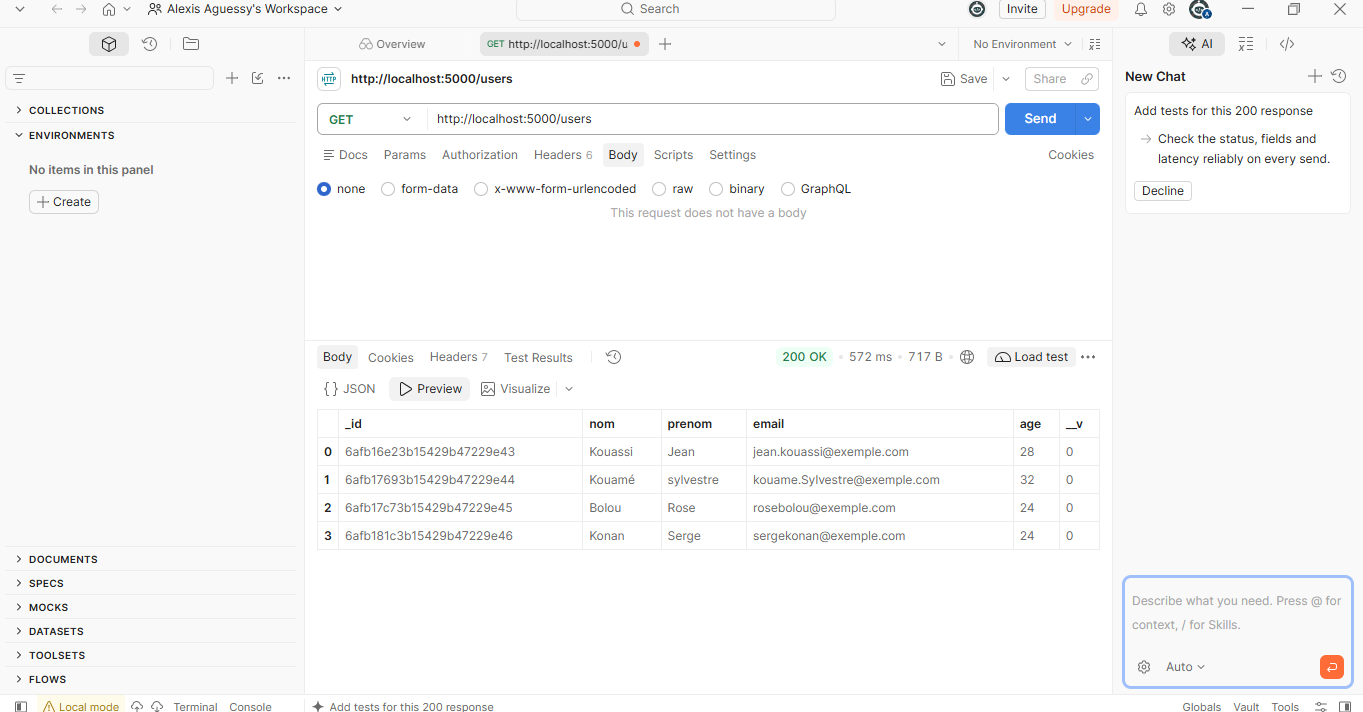 Alexis Aguessy's Workspace
Search
Invite
Upgrade
Overview
GET http://localhost:5000/u
No Environment
AI
HTTP http://localhost:5000/users
Save
Share
New Chat
COLLECTIONS
ENVIRONMENTS
No items in this panel
Create
GET
http://localhost:5000/users
Send
Docs Params Authorization Headers 6 Body Scripts Settings
Cookies
none form-data x-www-form-urlencoded raw binary GraphQL
This request does not have a body
Add tests for this 200 response
Check the status, fields and
latency reliably on every send.
Decline
Body Cookies Headers 7 Test Results
200 OK • 572 ms • 717 B
Load test
{ } JSON Preview Visualize
_id nom prenom email age __v
0 6afb16e23b15429b47229e43 Kouassi Jean jean.kouassi@exemple.com 28 0
1 6afb17693b15429b47229e44 Kouamé sylvestre kouame.Sylvestre@exemple.com 32 0
2 6afb17c73b15429b47229e45 Bolou Rose rosebolou@exemple.com 24 0
3 6afb181c3b15429b47229e46 Konan Serge sergekonan@exemple.com 24 0
DOCUMENTS
SPECS
MOCKS
DATASETS
TOOLSETS
FLOWS
Describe what you need. Press @ for
context, / for Skills.
Auto
Local mode
Terminal Console
Add tests for this 200 response
Globals Vault Tools